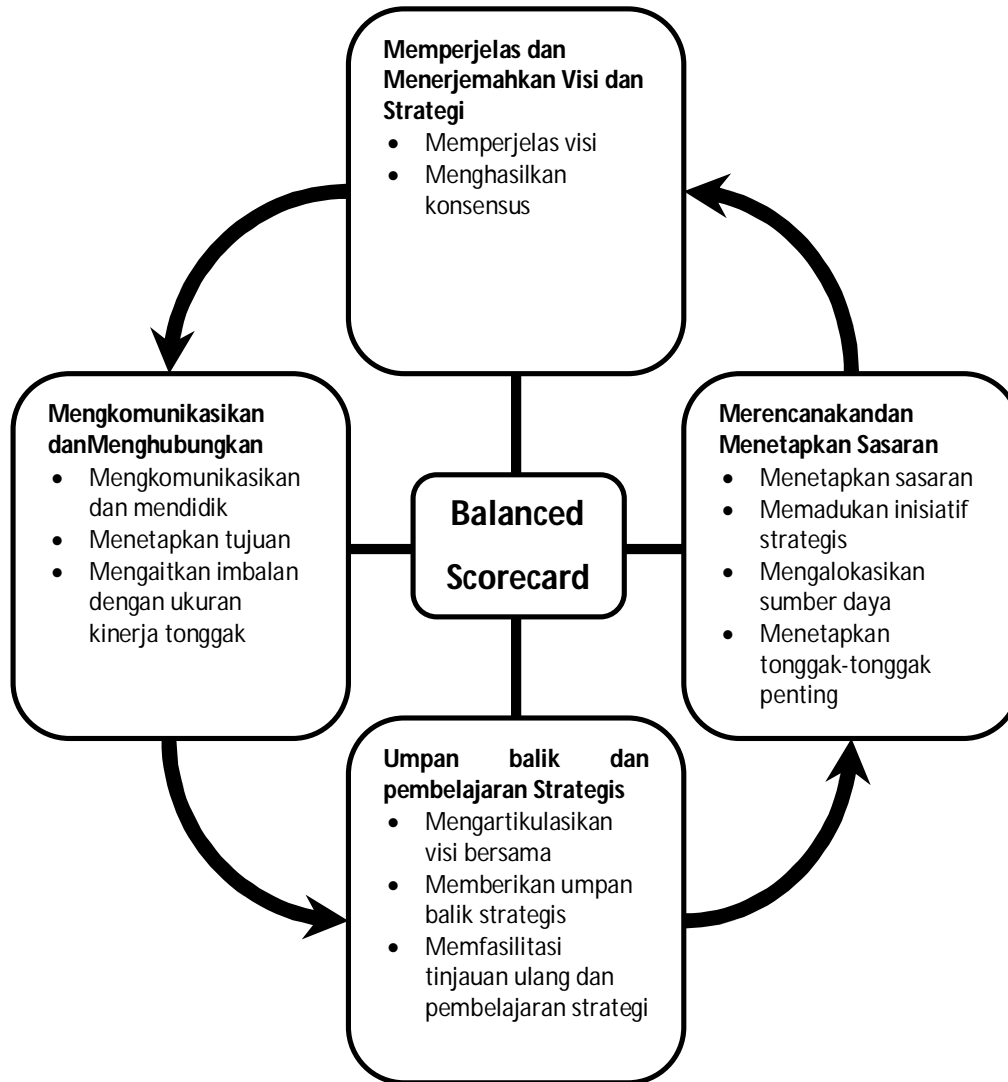 Memperjelas dan
Menerjemahkan Visi dan
Strategi
• Memperjelas visi
• Menghasilkan
konsensus
Mengkomunikasikan
danMenghubungkan
• Mengkomunikasikan
dan mendidik
• Menetapkan tujuan
• Mengaitkan imbalan
dengan ukuran
kinerja tonggak
Balanced
Scorecard
Merencanakandan
Menetapkan Sasaran
• Menetapkan sasaran
• Memadukan inisiatif
strategis
• Mengalokasikan
sumber daya
• Menetapkan
tonggak-tonggak
penting
Umpan balik dan
pembelajaran Strategis
• Mengartikulasikan
visi bersama
• Memberikan umpan
balik strategis
• Memfasilitasi
tinjauan ulang dan
pembelajaran strategi